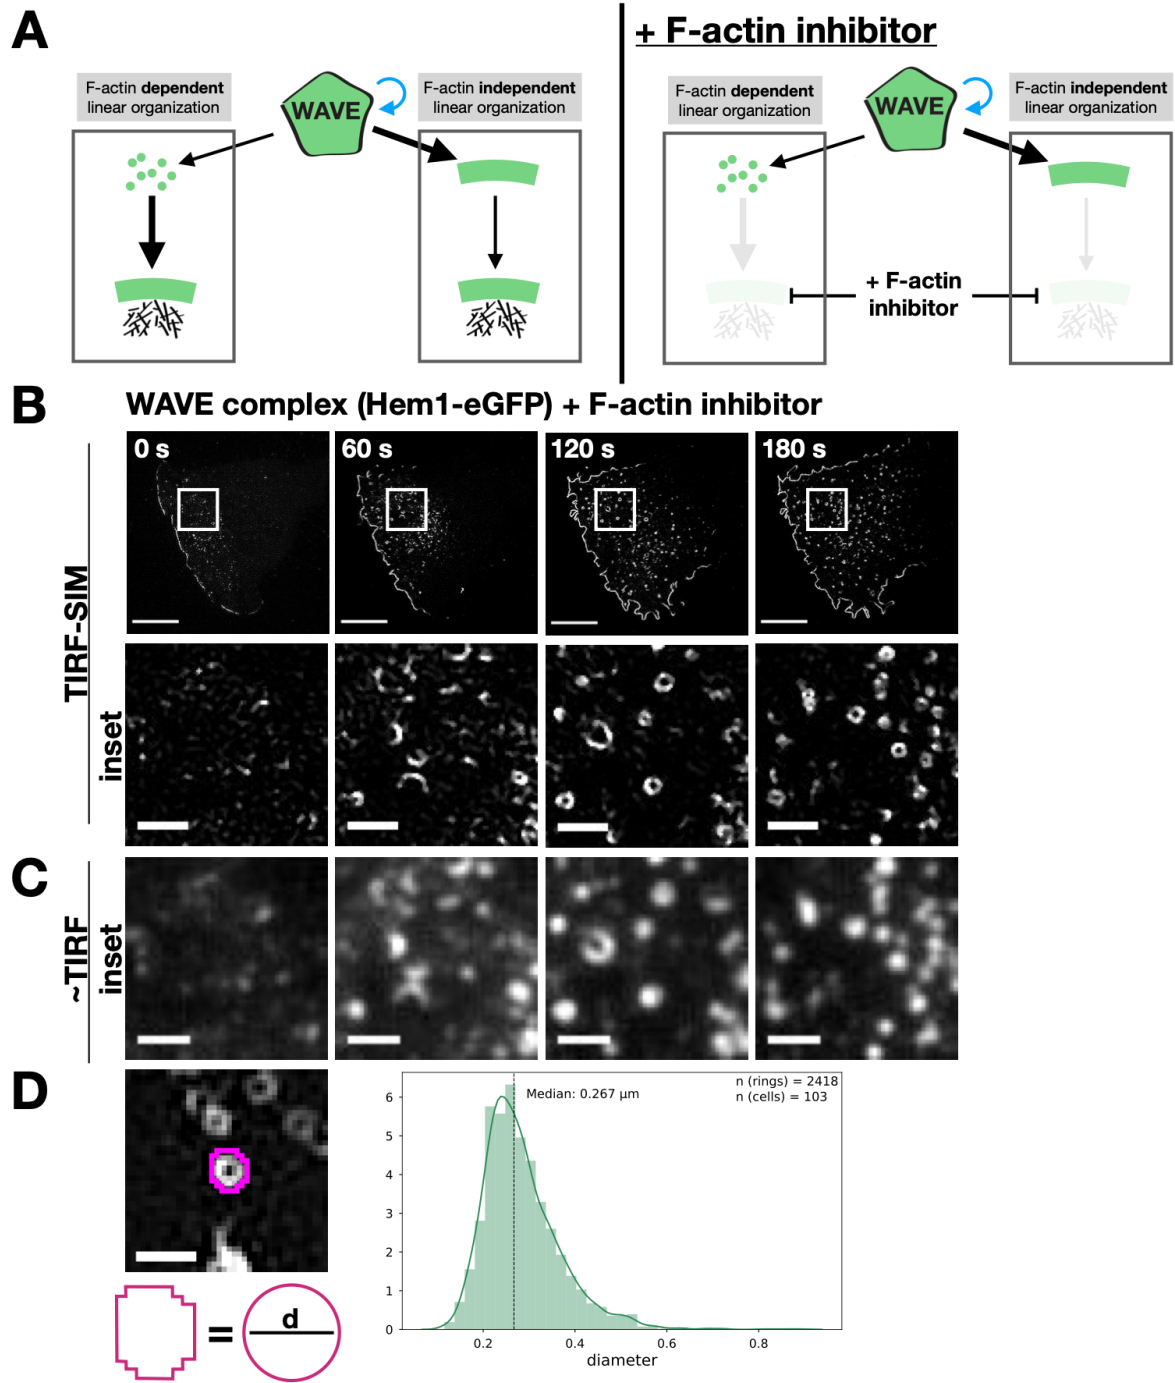 A
+ F-actin inhibitor
F-actin dependent
linear organization
WAVE
F-actin independent
linear organization
F-actin dependent
linear organization
WAVE
F-actin independent
linear organization
+ F-actin
inhibitor
B
WAVE complex (Hem1-eGFP) + F-actin inhibitor
TIRF-SIM
0 s
60 s
120 s
180 s
inset
C
~TIRF
inset
D
d
=
Median: 0.267 µm
n (rings) = 2418
n (cells) = 103
6
5
4
3
2
1
0
0.2
0.4
0.6
0.8
diameter